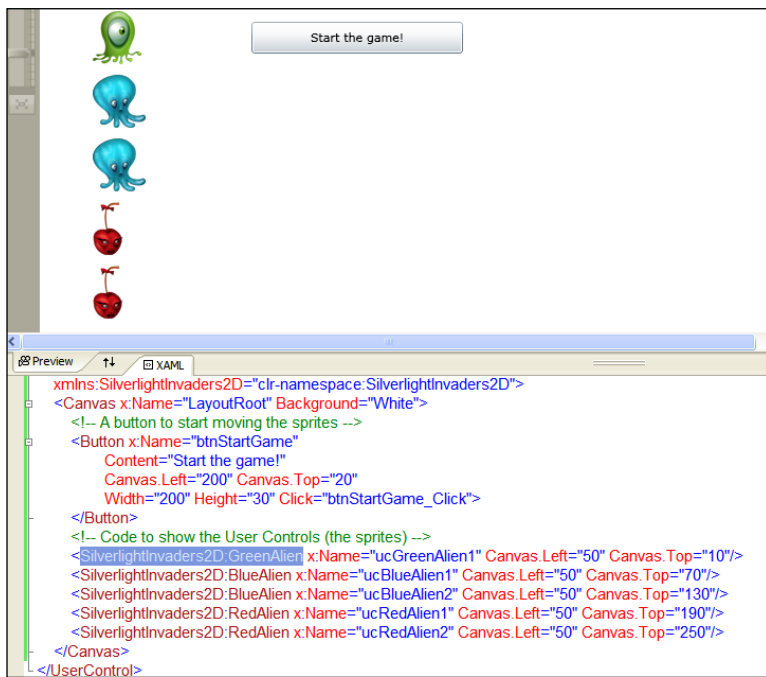 Start the game!
Preview
XAML
xmlns:SilverlightInvaders2D="clr-namespace:SilverlightInvaders2D">
<Canvas x:Name="LayoutRoot" Background="White">
<!-- A button to start moving the sprites -->
<Button x:Name="btnStartGame"
Content="Start the game!"
Canvas.Left="200" Canvas.Top="20"
Width="200" Height="30" Click="btnStartGame_Click">
</Button>
<!-- Code to show the User Controls (the sprites) -->
<SilverlightInvaders2D:GreenAlien x:Name="ucGreenAlien1" Canvas.Left="50" Canvas.Top="10"/>
<SilverlightInvaders2D:BlueAlien x:Name="ucBlueAlien1" Canvas.Left="50" Canvas.Top="70"/>
<SilverlightInvaders2D:BlueAlien x:Name="ucBlueAlien2" Canvas.Left="50" Canvas.Top="130"/>
<SilverlightInvaders2D:RedAlien x:Name="ucRedAlien1" Canvas.Left="50" Canvas.Top="190"/>
<SilverlightInvaders2D:RedAlien x:Name="ucRedAlien2" Canvas.Left="50" Canvas.Top="250"/>
</Canvas>
</UserControl>